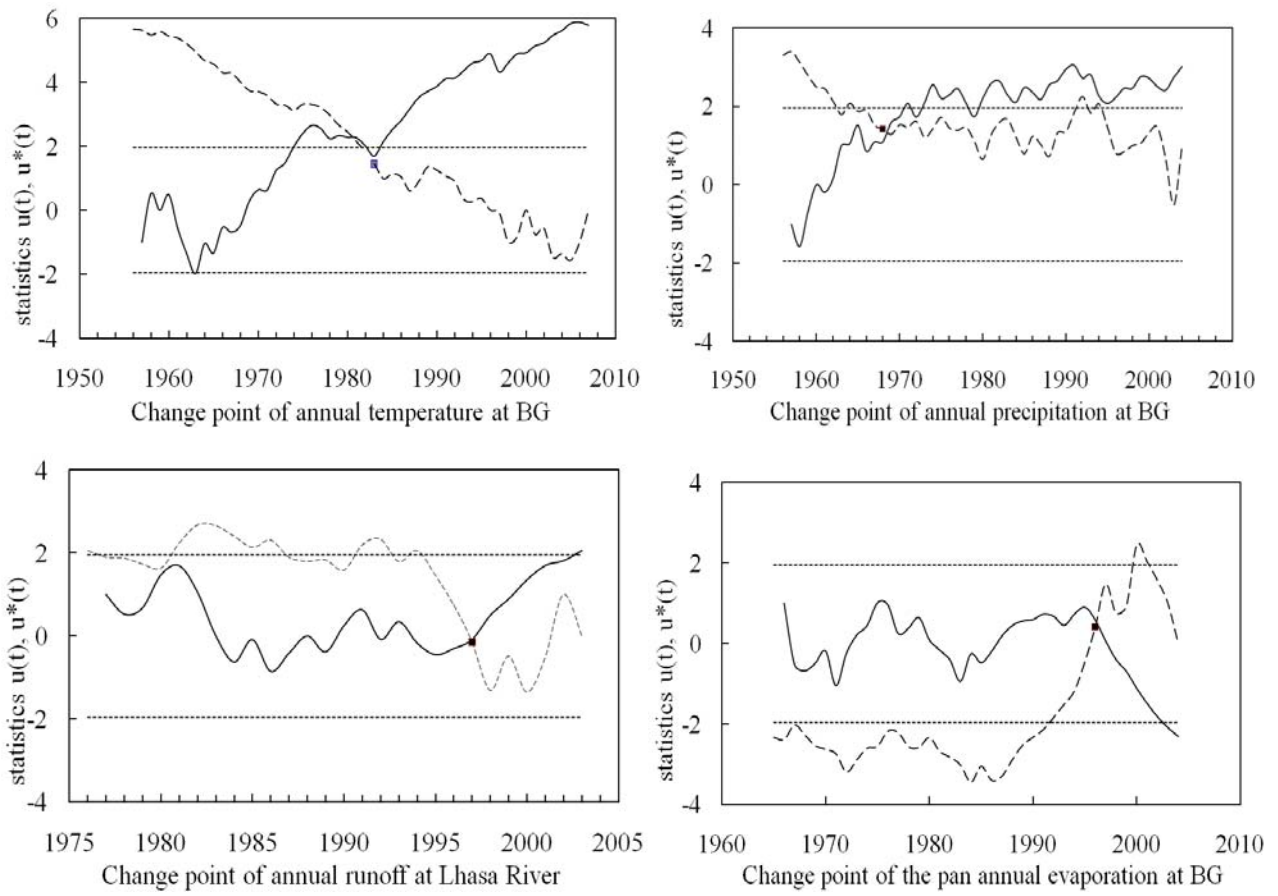 statistics u(t), u*(t)
6
4
2
0
-2
-4
1950 1960 1970 1980 1990 2000 2010
Change point of annual temperature at BG
statistics u(t), u*(t)
4
2
0
-2
-4
1950 1960 1970 1980 1990 2000 2010
Change point of annual precipitation at BG
statistics u(t), u*(t)
4
2
0
-2
-4
1975 1980 1985 1990 1995 2000 2005
Change point of annual runoff at Lhasa River
statistics u(t), u*(t)
4
2
0
-2
-4
1960 1970 1980 1990 2000 2010
Change point of the pan annual evaporation at BG